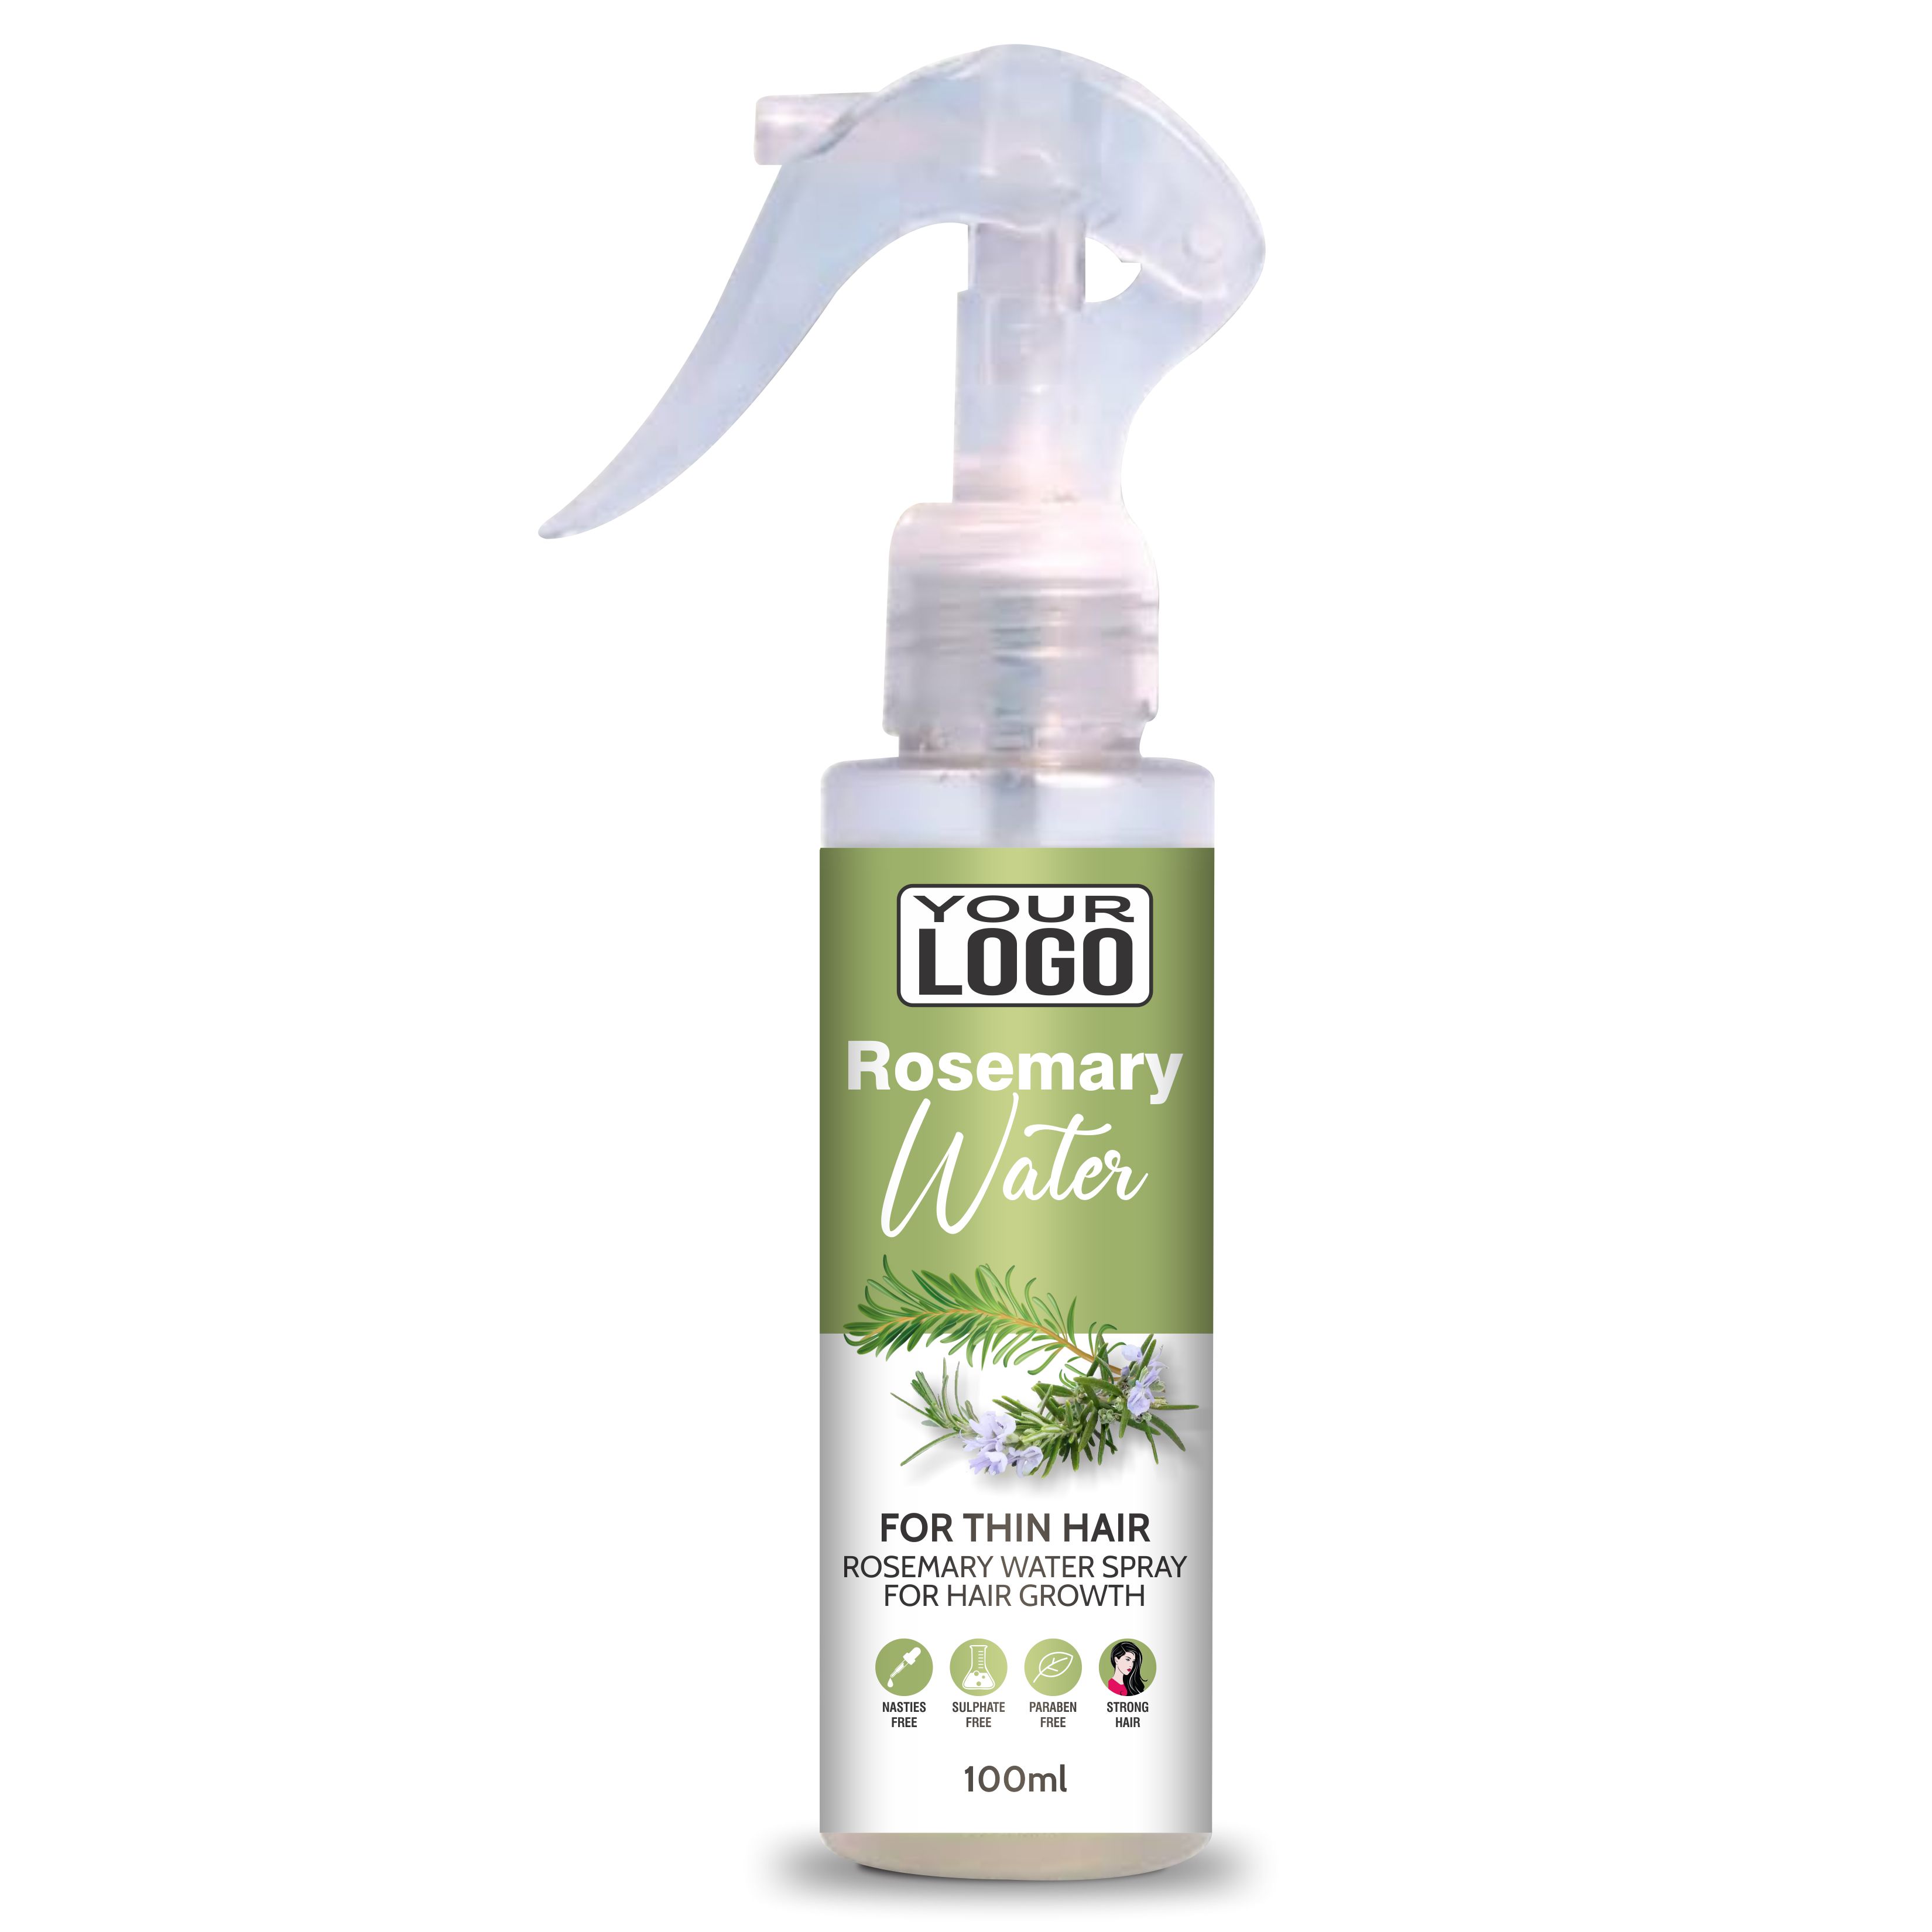 YOUR
LOGO
Rosemary
Water
FOR THIN HAIR
ROSEMARY WATER SPRAY
FOR HAIR GROWTH
NASTIES FREE
SULPHATE FREE
PARABEN FREE
STRONG HAIR
100ml